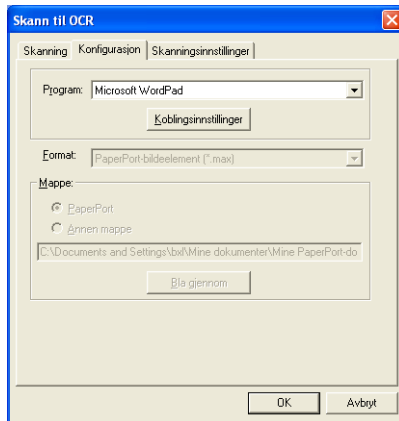 Skann til OCR
Skanning Konfigurasjon Skanningsinnstillinger
Program: Microsoft WordPad
Koblingsinnstillinger
Format: PaperPort-bildeelement (*.max)
Mappe:
PaperPort
Annen mappe
C:\Documents and Settings\bxl\Mine dokumenter\Mine PaperPort-do
Bla gjennom
OK Avbryt